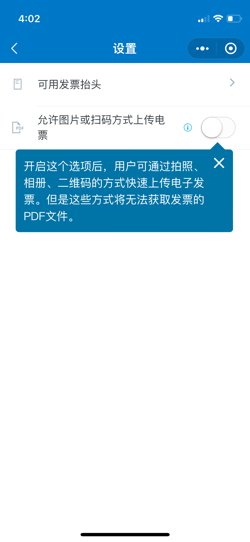 4:02
设置
可用发票抬头
允许图片或扫码方式上传电
票
开启这个选项后，用户可通过拍照、
相册、二维码的方式快速上传电子发
票。但是这些方式将无法获取发票的
PDF文件。